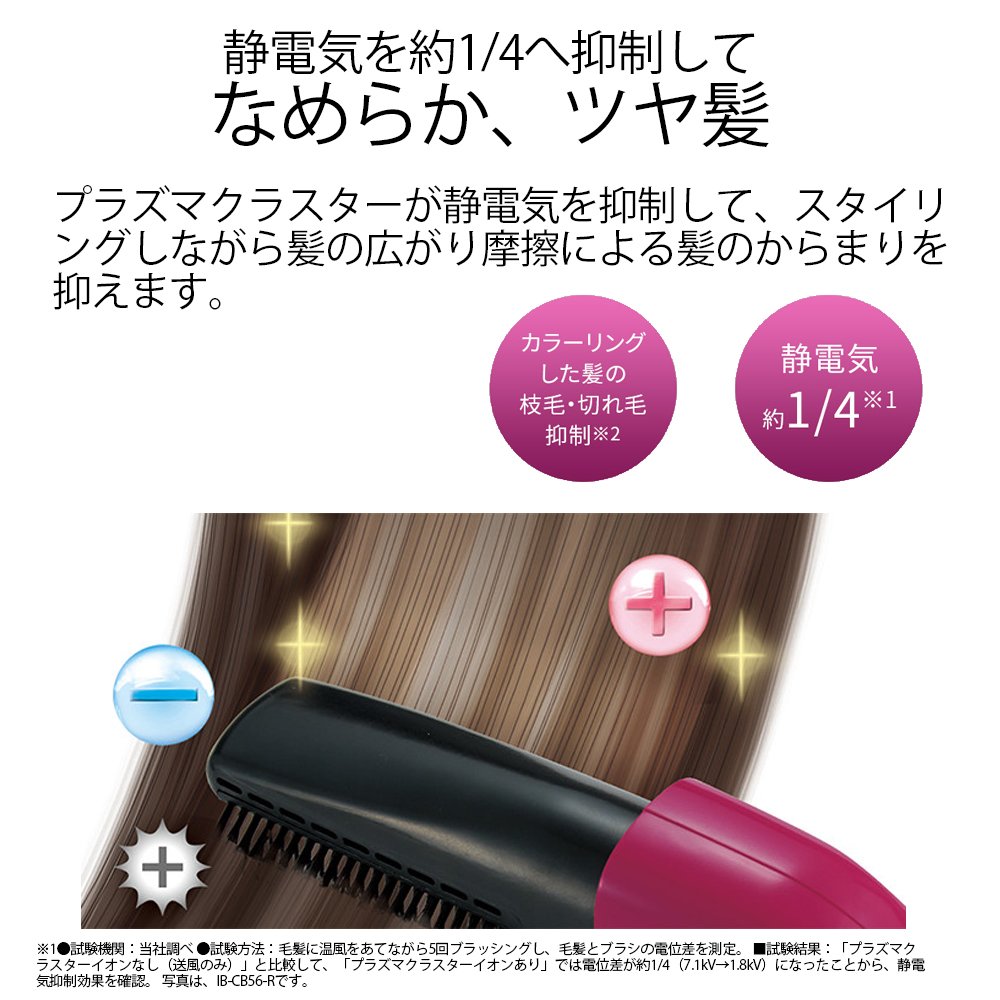 静電気を約1/4へ抑制して
なめらか、ツヤ髪
プラズマクラスターが静電気を抑制して、スタイリ
ングしながら髪の広がり摩擦による髪のからまりを
抑えます。
カラーリング
した髪の
枝毛・切れ毛
抑制※2
静電気
約1/4※1
※1●試験機関：当社調べ ●試験方法：毛髪に温風をあてながら5回ブラッシングし、毛髪とブラシの電位差を測定。 ■試験結果：「プラズマク
ラスターイオンなし（送風のみ）」と比較して、「プラズマクラスターイオンあり」では電位差が約1/4（7.1kV→1.8kV）になったことから、静電
気抑制効果を確認。 写真は、IB-CB56-Rです。